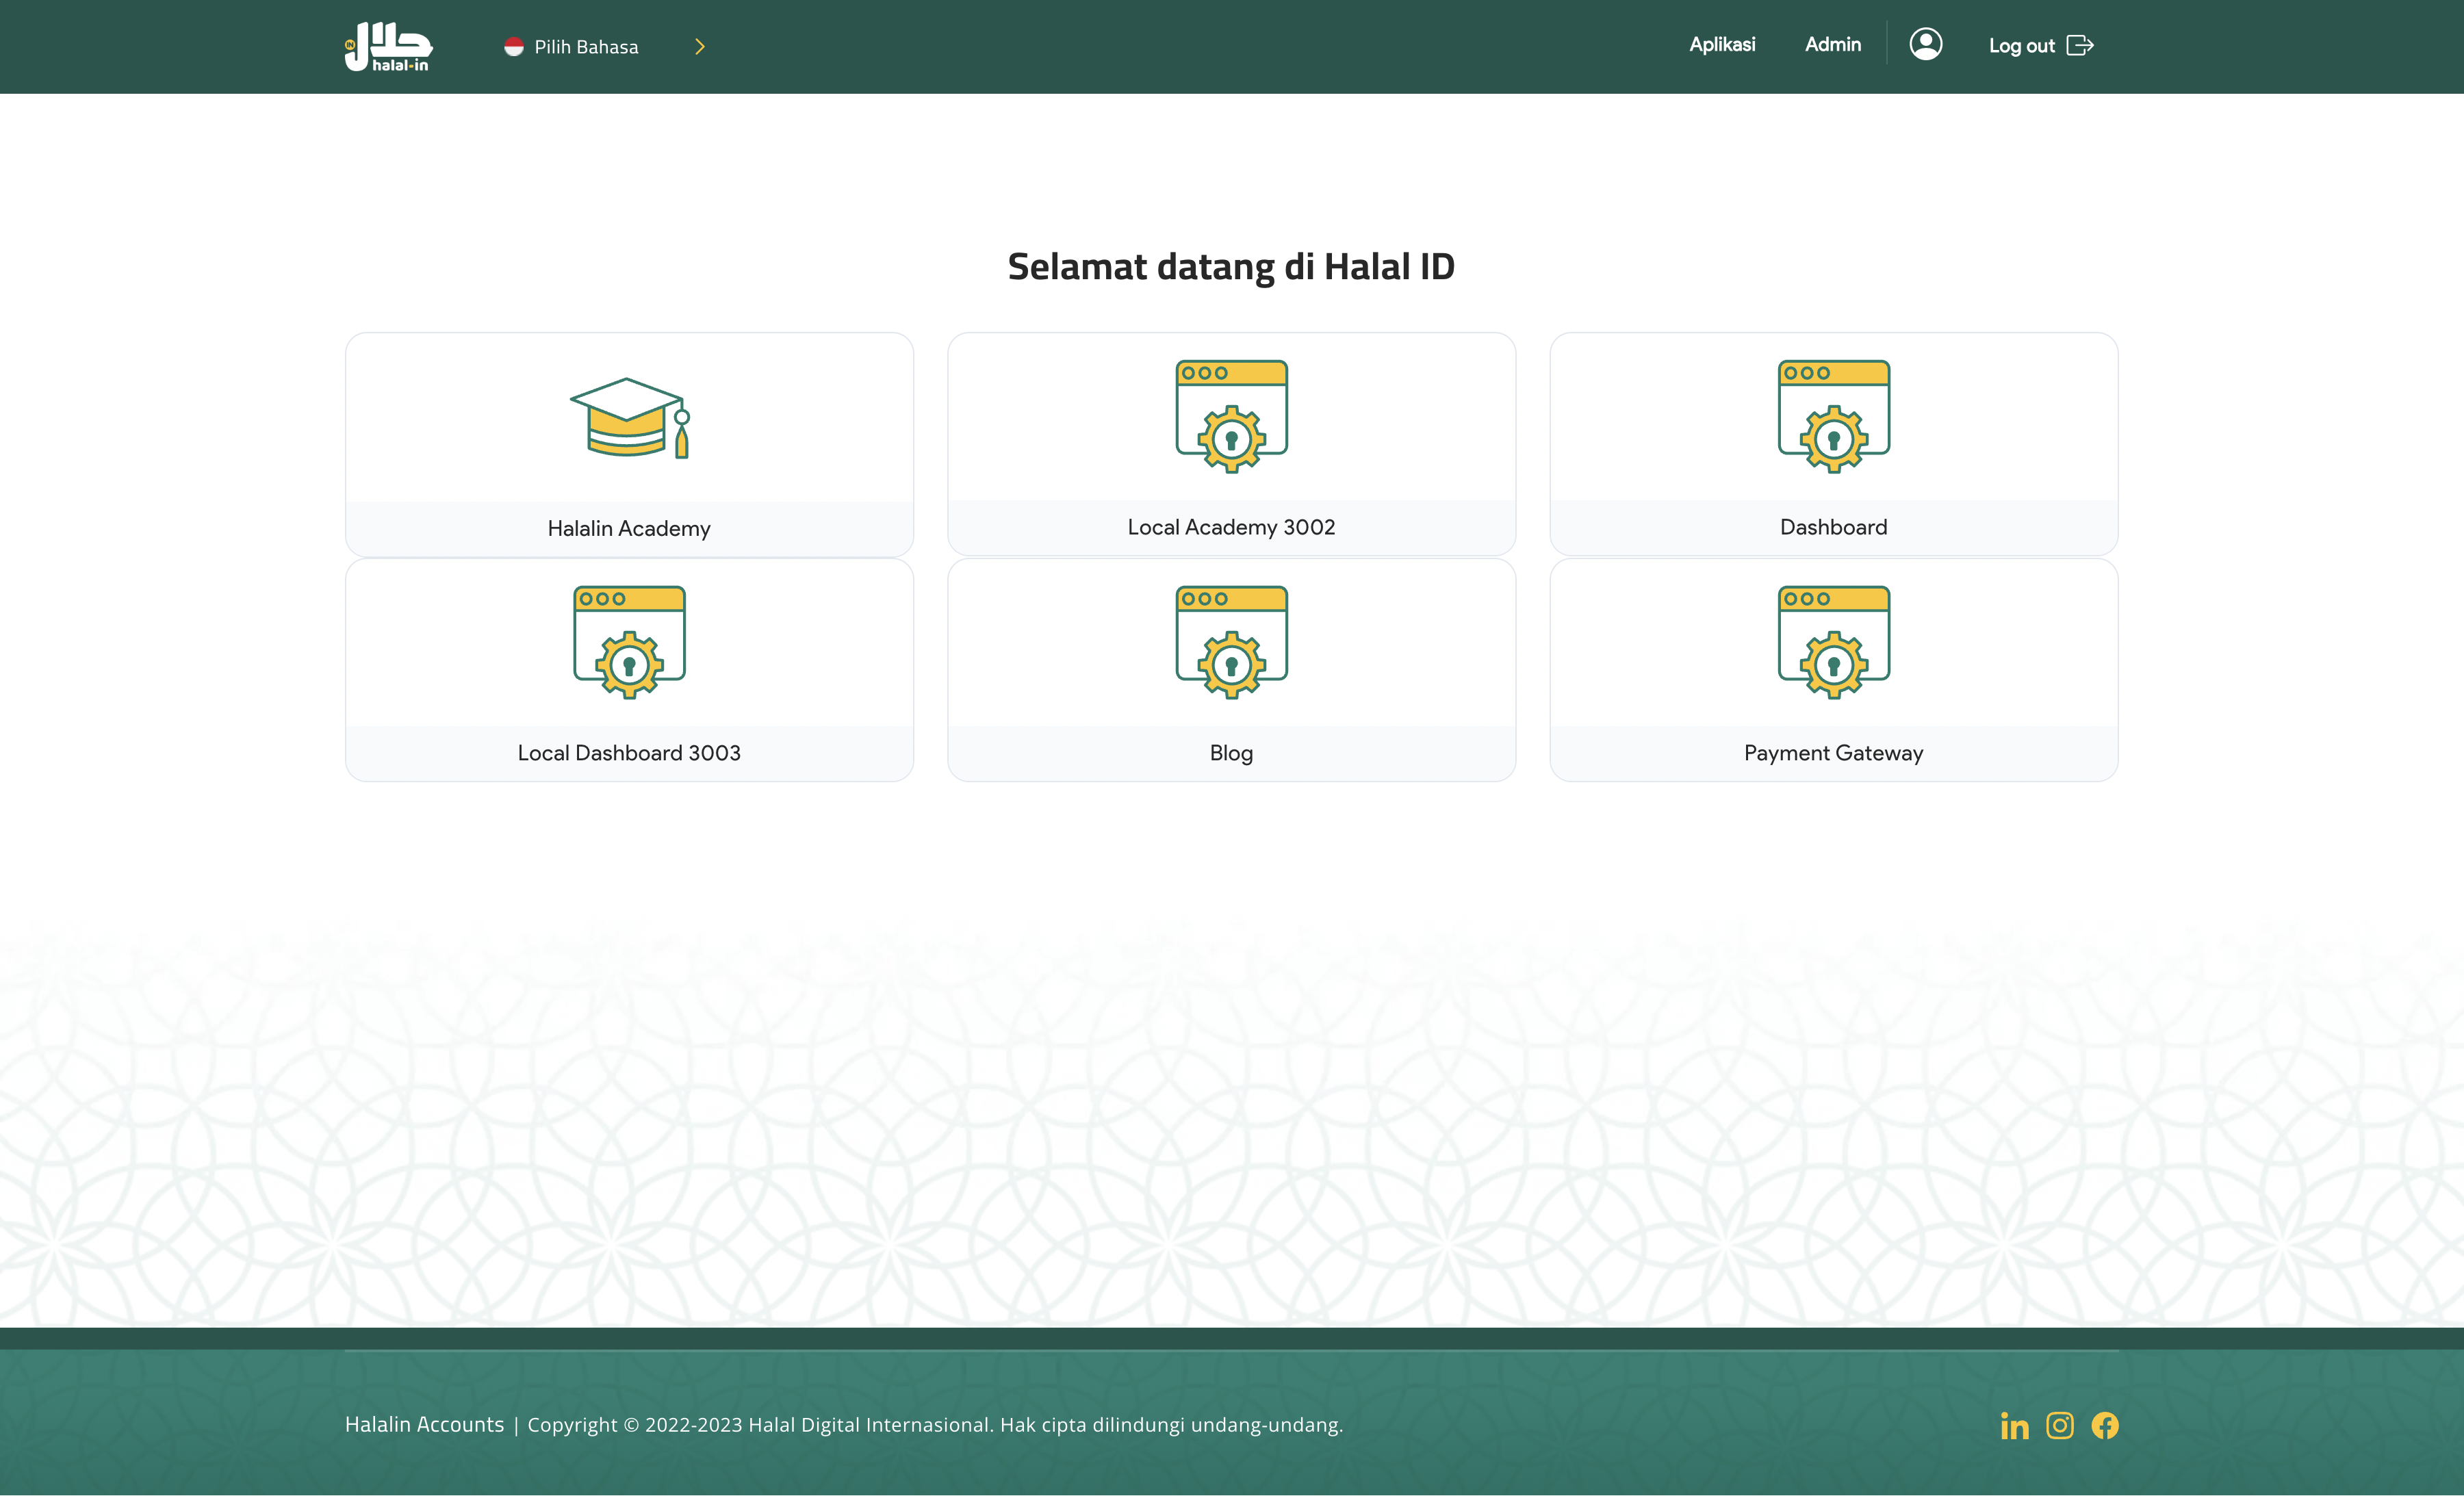 حلال
IN
halal-in
Pilih Bahasa
Aplikasi
Admin
Log out
Selamat datang di Halal ID
Halalin Academy
Local Academy 3002
Dashboard
Local Dashboard 3003
Blog
Payment Gateway
Halalin Accounts | Copyright © 2022-2023 Halal Digital Internasional. Hak cipta dilindungi undang-undang.
in